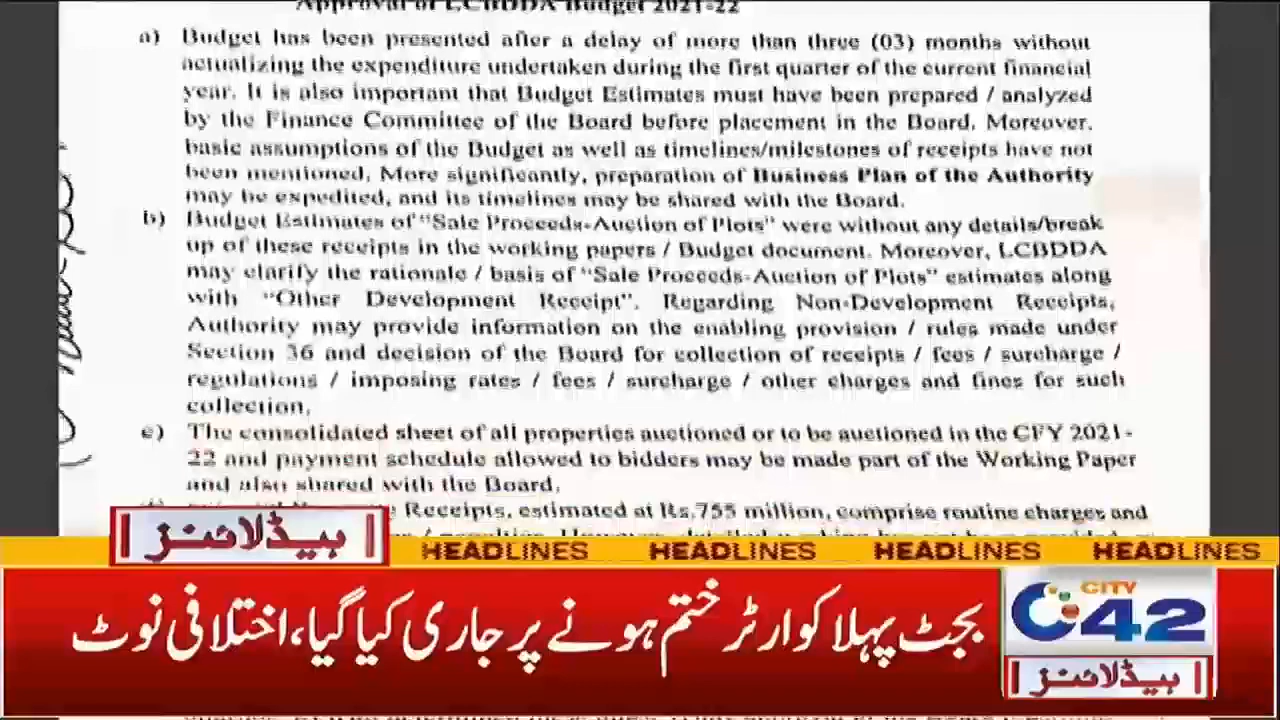 Approval of LCBDDA Budget 2021-22
a) Budget has been presented after a delay of more than three (03) months without
actualizing the expenditure undertaken during the first quarter of the current financial
year. It is also important that Budget Estimates must have been prepared / analyzed
by the Finance Committee of the Board before placement in the Board. Moreover,
basic assumptions of the Budget as well as timelines/milestones of receipts have not
been mentioned. More significantly, preparation of Business Plan of the Authority
may be expedited, and its timelines may be shared with the Board.
b) Budget Estimates of "Sale Proceeds-Auction of Plots" were without any details/break
up of these receipts in the working papers / Budget document. Moreover, LCBDDA
may clarify the rationale / basis of "Sale Proceeds-Auction of Plots" estimates along
with "Other Development Receipt". Regarding Non-Development Receipts,
Authority may provide information on the enabling provision / rules made under
Section 36 and decision of the Board for collection of receipts / fees / surcharge /
regulations / imposing rates / fees / surcharge / other charges and fines for such
collection.
c) The consolidated sheet of all properties auctioned or to be auctioned in the CFY 2021-
22 and payment schedule allowed to bidders may be made part of the Working Paper
and also shared with the Board.
Receipts, estimated at Rs.755 million, comprise routine charges and
ہیڈلائنز
HEADLINES HEADLINES HEADLINES HEADLINES
بجٹ پہلا کوارٹر ختم ہونے پر جاری کیا گیا، اختلافی نوٹ
CITY
42
ہیڈلائنز